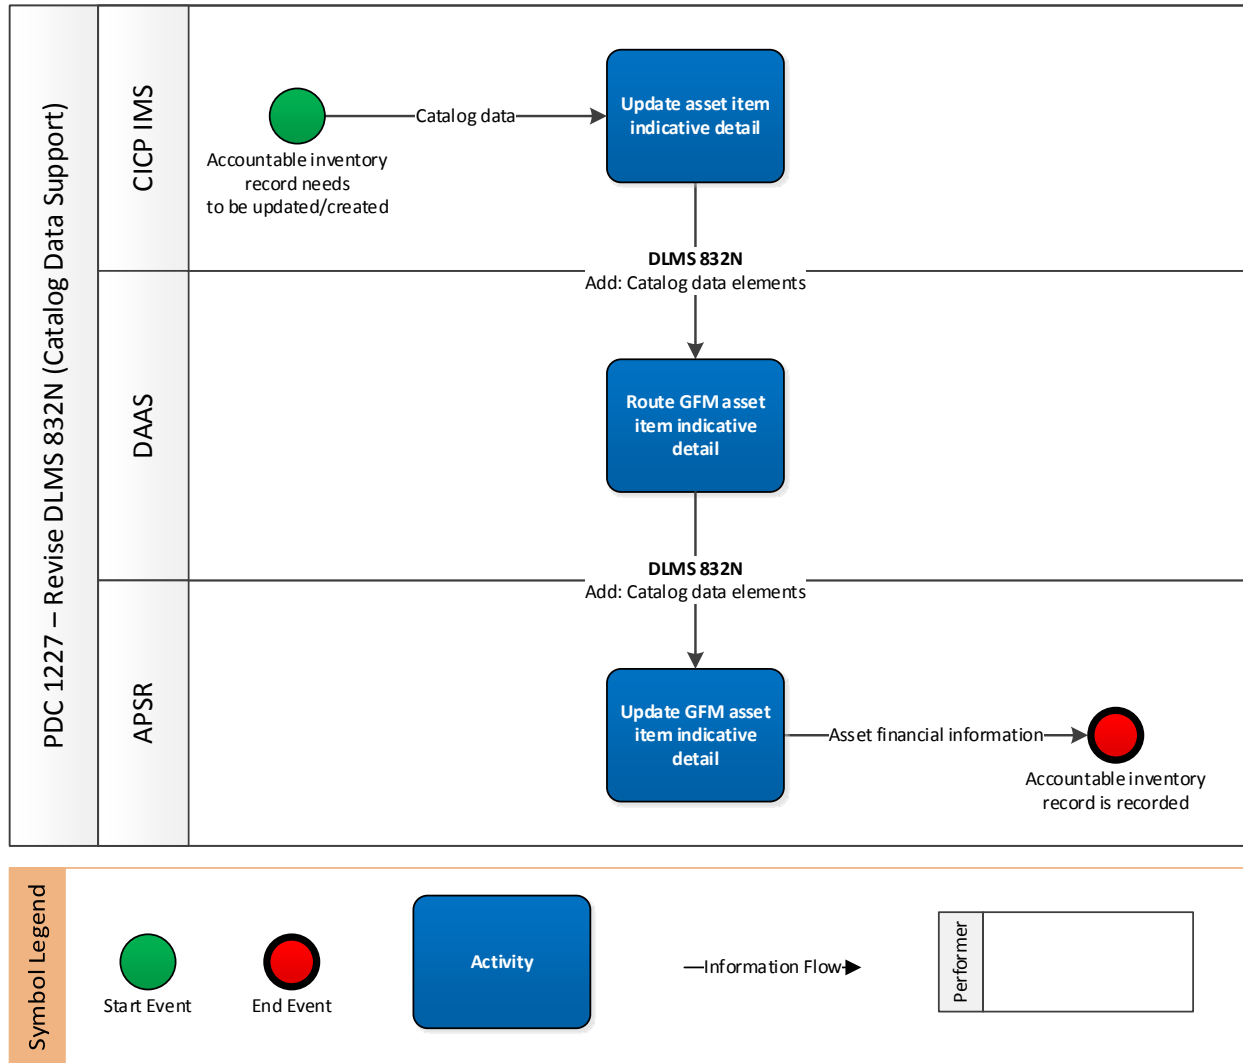 PDC 1227 – Revise DLMS 832N (Catalog Data Support)
CICP IMS
Accountable inventory
record needs
to be updated/created
Catalog data
Update asset item
indicative detail
DLMS 832N
Add: Catalog data elements
DAAS
Route GFM asset
item indicative
detail
DLMS 832N
Add: Catalog data elements
APSR
Update GFM asset
item indicative
detail
Asset financial information
Accountable inventory
record is recorded
Symbol Legend
Start Event
End Event
Activity
Information Flow
Performer